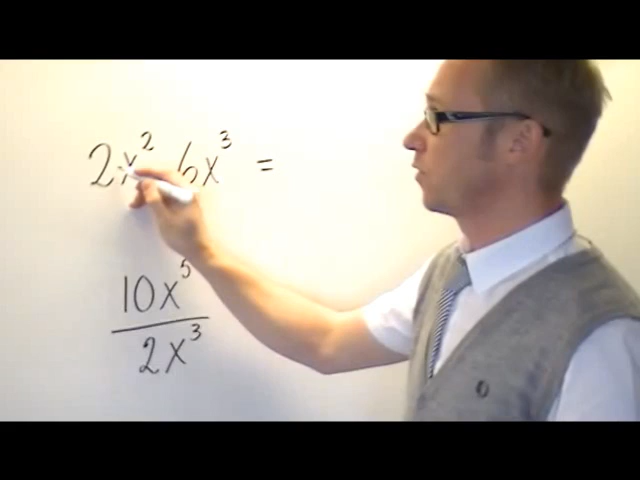 2x² 6x³ =
10x⁵
2x³